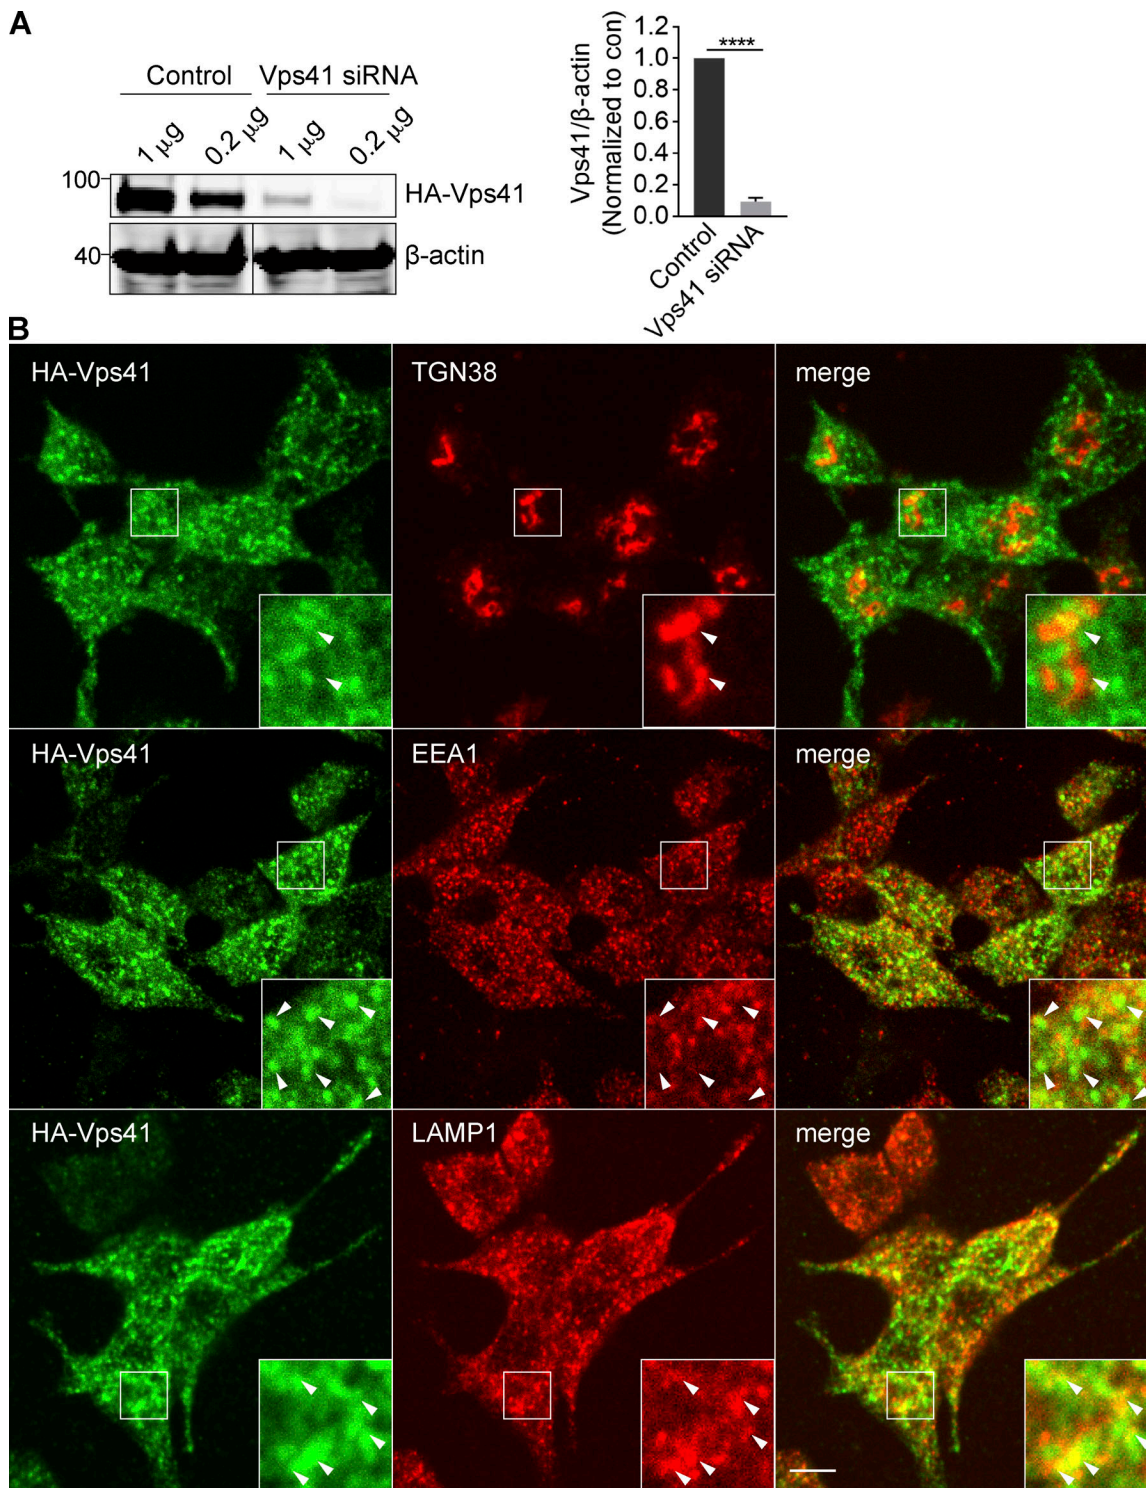 A
Control
Vps41 siRNA
1 μg
0.2 μg
1 μg
0.2 μg
100
HA-Vps41
40
β-actin
Vps41/β-actin
(Normalized to con)
1.2
1.0
0.8
0.6
0.4
0.2
0.0
****
Control
Vps41 siRNA
B
HA-Vps41
TGN38
merge
HA-Vps41
EEA1
merge
HA-Vps41
LAMP1
merge